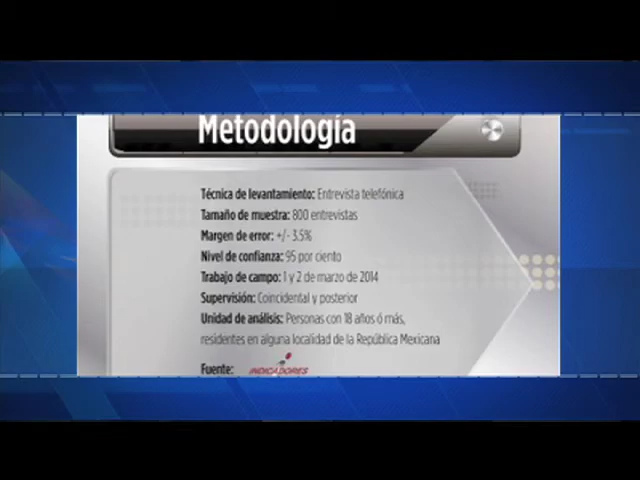 Metodología
Técnica de levantamiento: Entrevista telefónica
Tamaño de muestra: 800 entrevistas
Margen de error: +/- 3.5%
Nivel de confianza: 95 por ciento
Trabajo de campo: 1 y 2 de marzo de 2014
Supervisión: Coincidental y posterior
Unidad de análisis: Personas con 18 años ó más,
residentes en alguna localidad de la República Mexicana
Fuente: INDICADORES